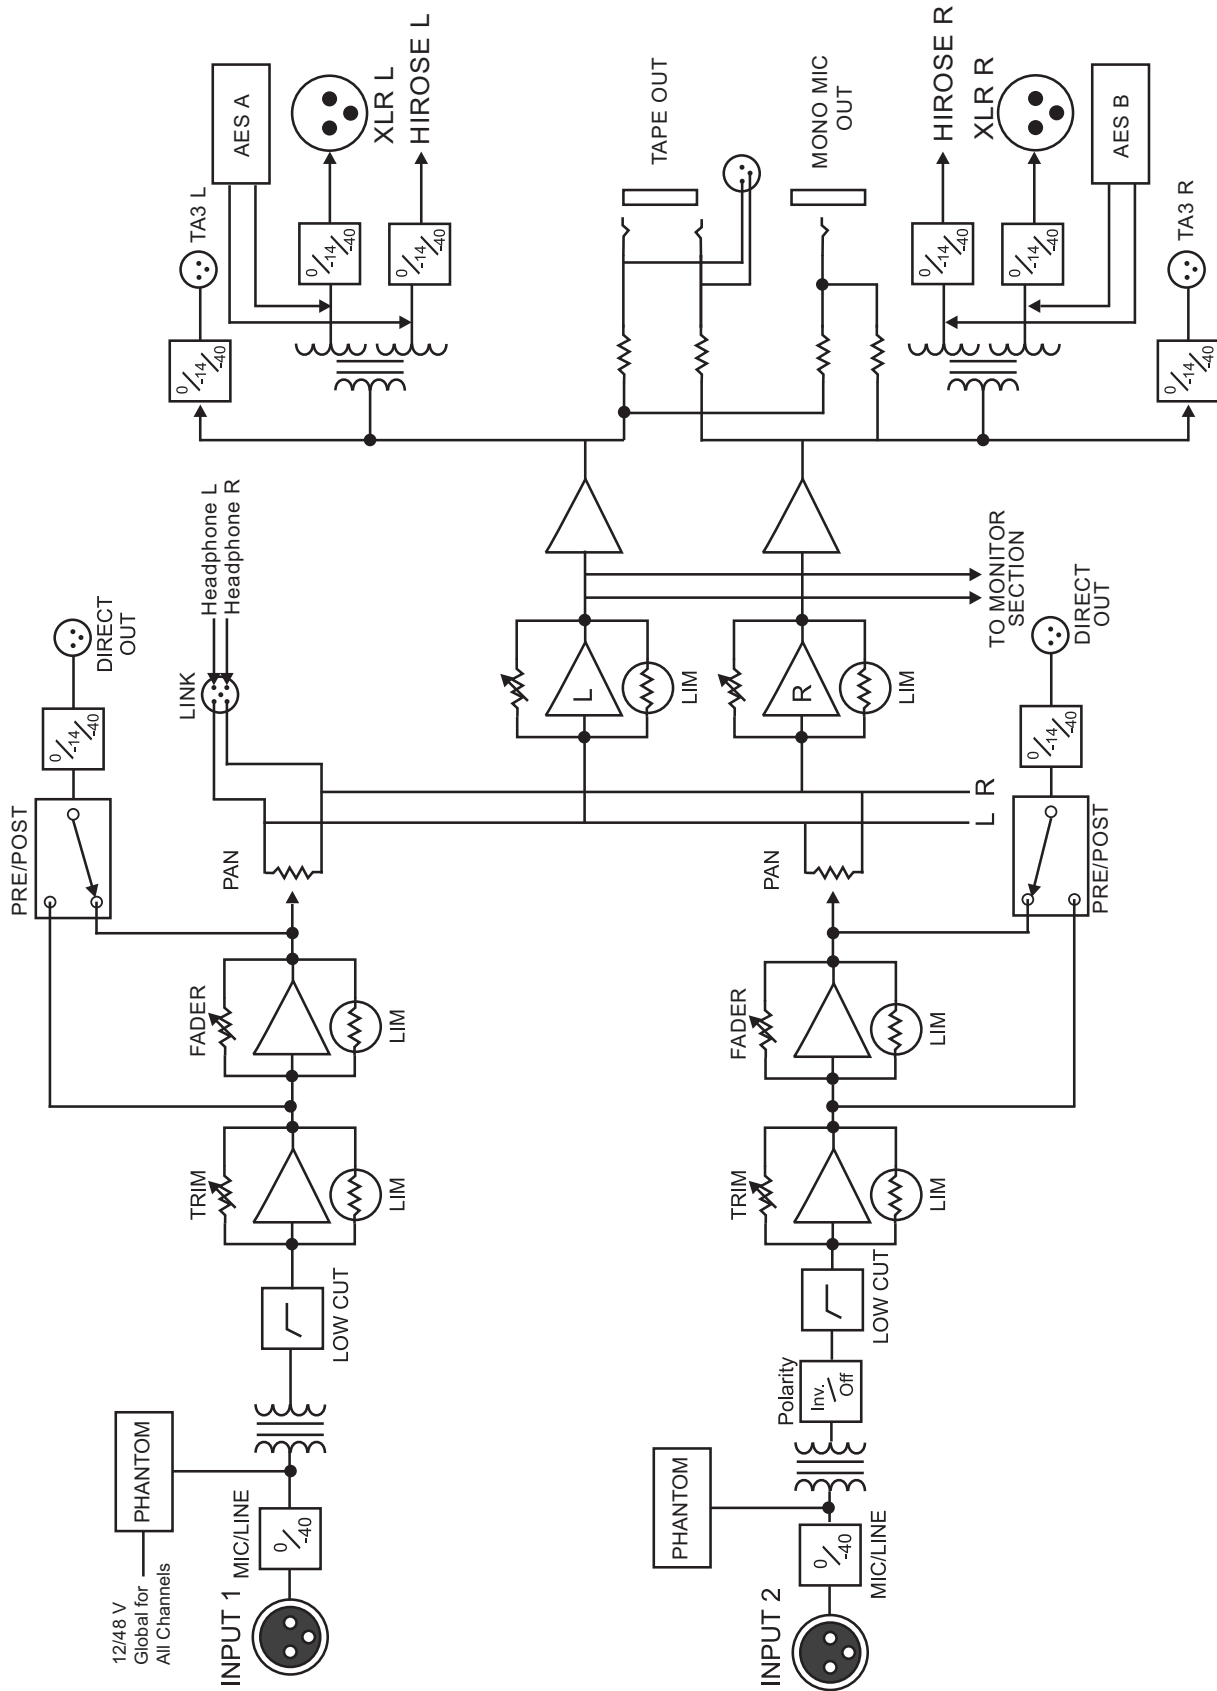 12/48 V
Global for
All Channels
PHANTOM
INPUT 1
MIC/LINE
0/-40
LOW CUT
TRIM
LIM
FADER
LIM
PRE/POST
0/-14/-40
DIRECT
OUT
PAN
LINK
Headphone L
Headphone R
L
LIM
0/-14/-40
TA3 L
AES A
0/-14/-40
XLR L
0/-14/-40
HIROSE L
TAPE OUT
MONO MIC
OUT
PHANTOM
INPUT 2
MIC/LINE
0/-40
Polarity
Inv./Off
LOW CUT
TRIM
LIM
FADER
LIM
PRE/POST
0/-14/-40
DIRECT
OUT
PAN
L R
R
LIM
TO MONITOR
SECTION
HIROSE R
0/-14/-40
XLR R
0/-14/-40
AES B
TA3 R
0/-14/-40